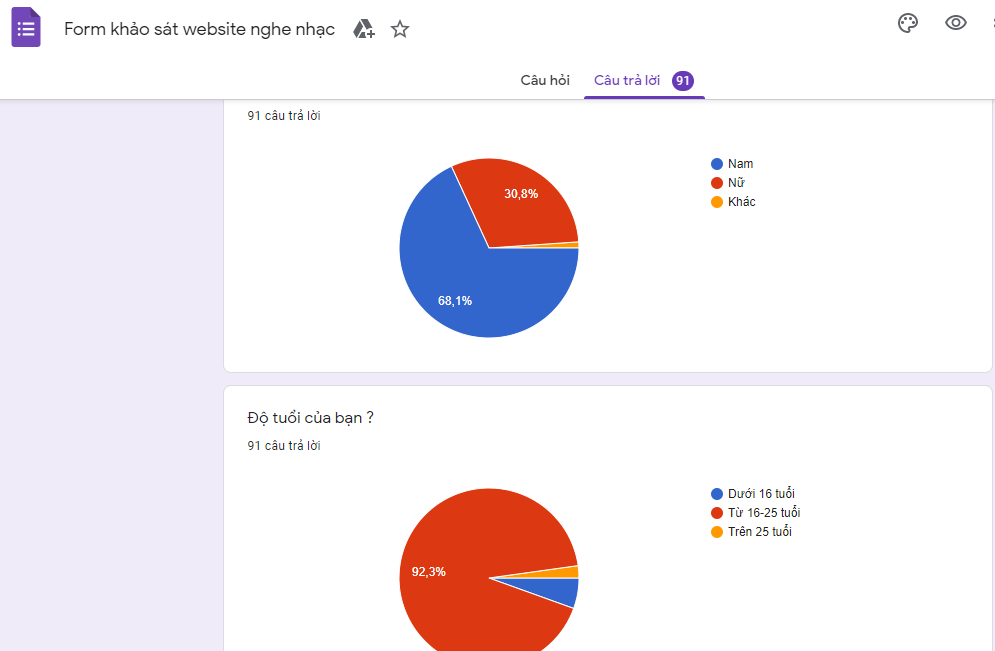 Form khảo sát website nghe nhạc
Câu hỏi
Câu trả lời 91
91 câu trả lời
30,8%
68,1%
Nam
Nữ
Khác
Độ tuổi của bạn ?
91 câu trả lời
92,3%
Dưới 16 tuổi
Từ 16-25 tuổi
Trên 25 tuổi